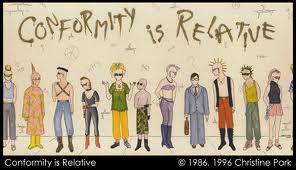 CONFORMITY is RELATIVE
Conformity is Relative
© 1986, 1996 Christine Park